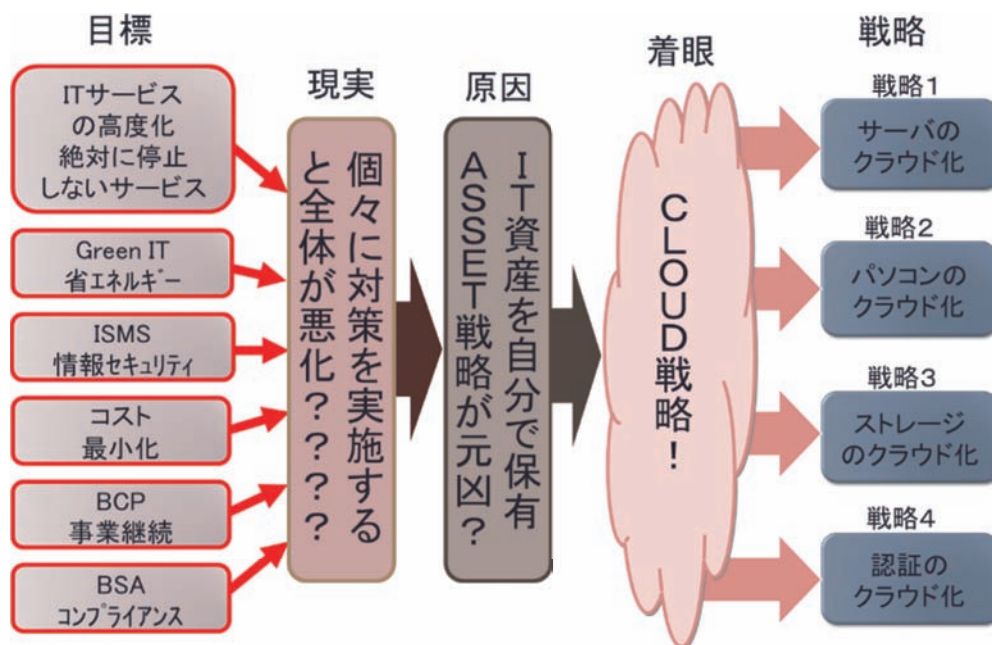 目標
ITサービス
の高度化
絶対に停止
しないサービス
Green IT
省エネルギー
ISMS
情報セキュリティ
コスト
最小化
BCP
事業継続
BSA
コンプライアンス
現実
個々に対策を実施する
と全体が悪化？？？？
原因
IT資産を自分で保有
ASSET戦略が元凶？
着眼
CLOUD戦略！
戦略
戦略1
サーバの
クラウド化
戦略2
パソコンの
クラウド化
戦略3
ストレージ
のクラウド化
戦略4
認証の
クラウド化